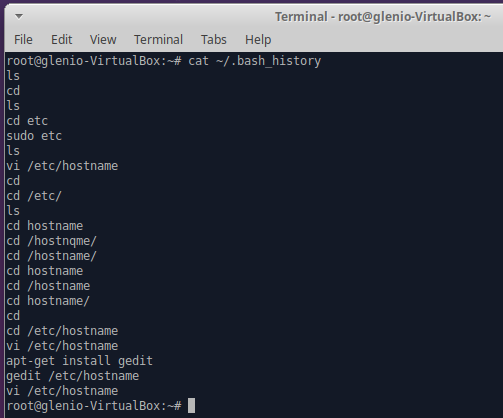 Terminal - root@glenio-VirtualBox: ~
File Edit View Terminal Tabs Help
root@glenio-VirtualBox:~# cat ~/.bash_history
ls
cd
ls
cd etc
sudo etc
ls
vi /etc/hostname
cd
cd /etc/
ls
cd hostname
cd /hostnqme/
cd /hostname/
cd hostname
cd /hostname
cd hostname/
cd
cd /etc/hostname
vi /etc/hostname
apt-get install gedit
gedit /etc/hostname
vi /etc/hostname
root@glenio-VirtualBox:~#